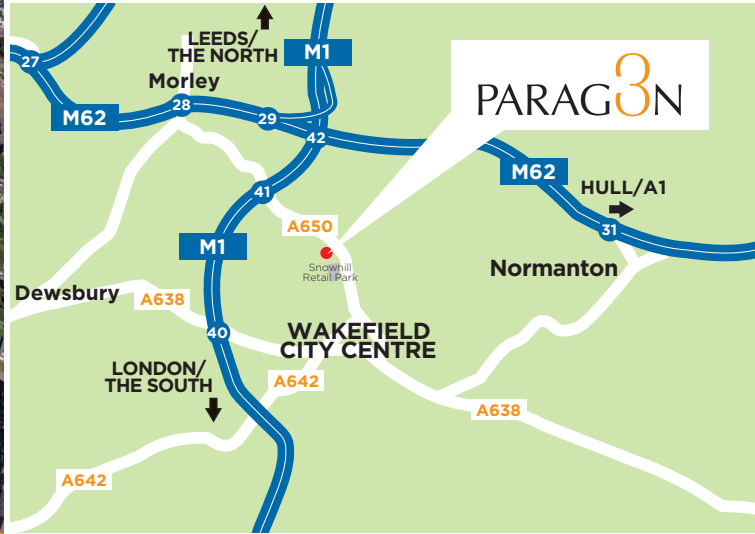 LEEDS/
THE NORTH
M1
27
Morley
28
M62
29
42
PARAG3N
M62
HULL/A1
41
A650
31
M1
Snowhill
Retail Park
Normanton
Dewsbury
A638
40
WAKEFIELD
CITY CENTRE
LONDON/
THE SOUTH
A642
A638
A642